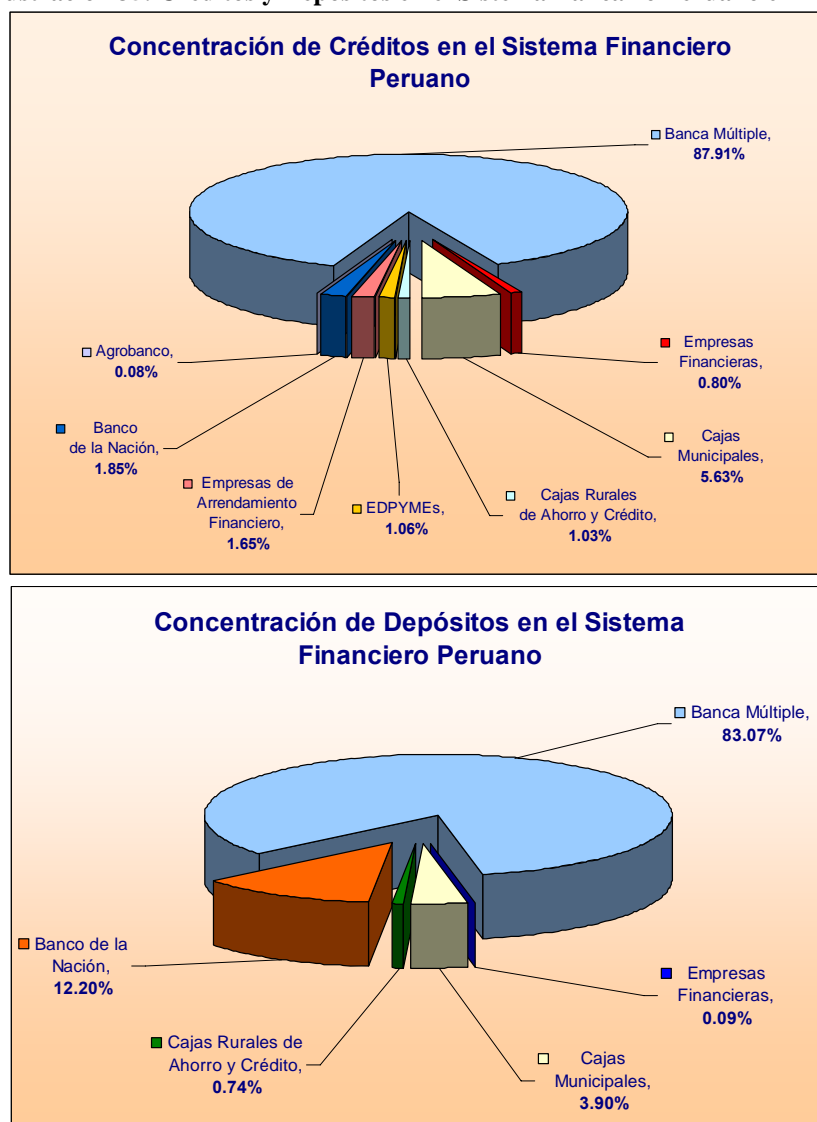 Concentración de Créditos en el Sistema Financiero
Peruano
Banca Múltiple,
87.91%
Empresas
Financieras,
0.80%
Cajas
Municipales,
5.63%
Cajas Rurales
de Ahorro y Crédito,
1.03%
EDPYMEs,
1.06%
Empresas de
Arrendamiento
Financiero,
1.65%
Banco
de la Nación,
1.85%
Agrobanco,
0.08%
Concentración de Depósitos en el Sistema
Financiero Peruano
Banca Múltiple,
83.07%
Empresas
Financieras,
0.09%
Cajas
Municipales,
3.90%
Cajas Rurales de
Ahorro y Crédito,
0.74%
Banco de la
Nación,
12.20%